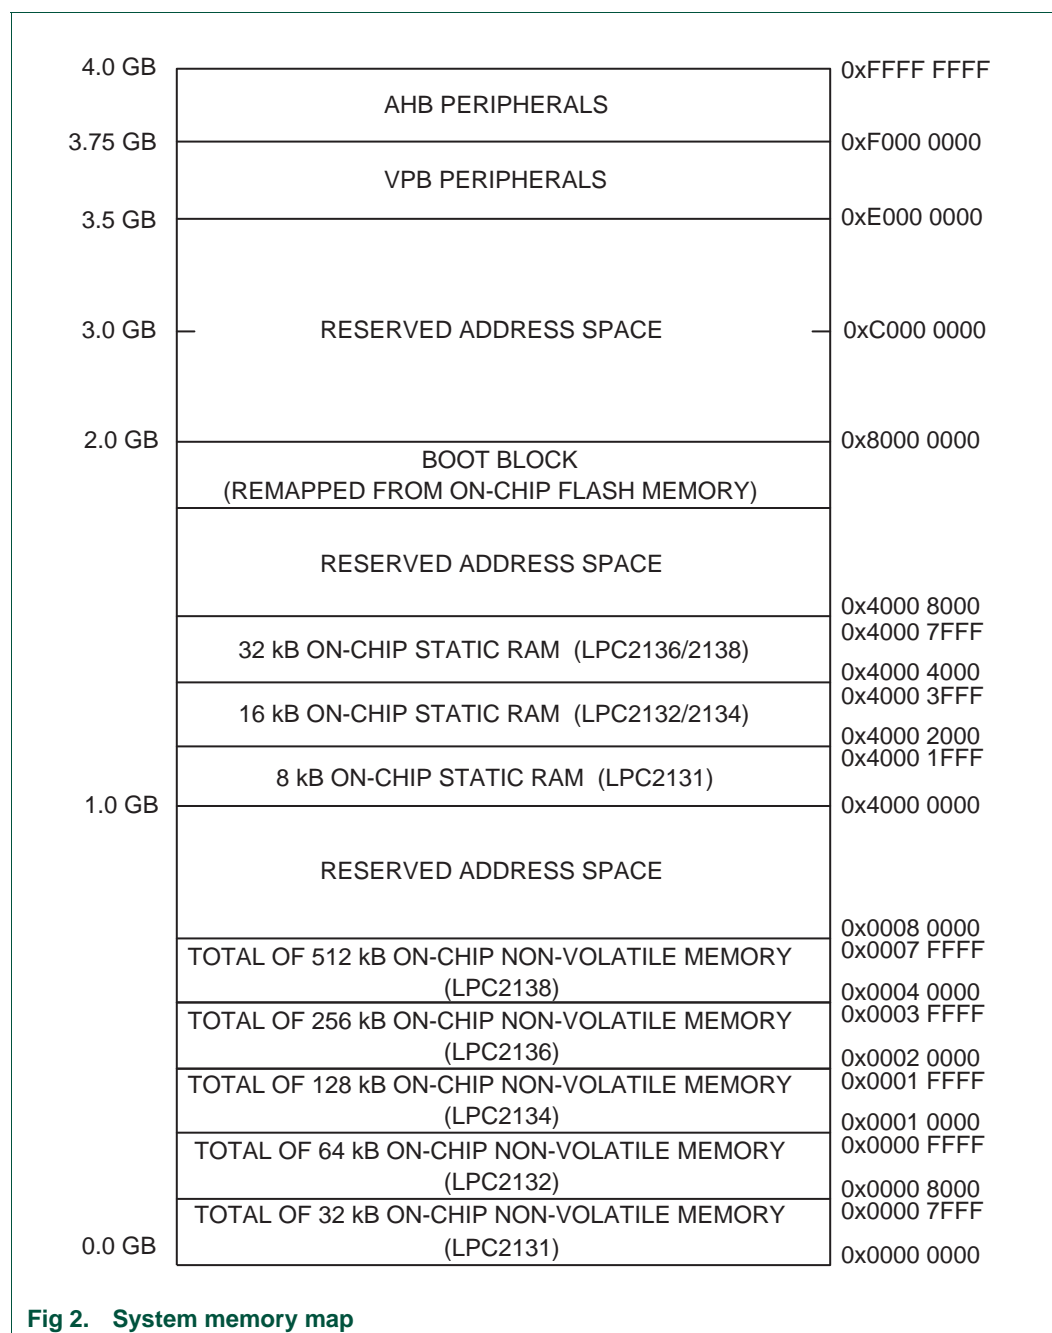 4.0 GB
0xFFFF FFFF
AHB PERIPHERALS
3.75 GB
0xF000 0000
VPB PERIPHERALS
3.5 GB
0xE000 0000
3.0 GB
RESERVED ADDRESS SPACE
0xC000 0000
2.0 GB
0x8000 0000
BOOT BLOCK
(REMAPPED FROM ON-CHIP FLASH MEMORY)
RESERVED ADDRESS SPACE
0x4000 8000
0x4000 7FFF
32 kB ON-CHIP STATIC RAM (LPC2136/2138)
0x4000 4000
0x4000 3FFF
16 kB ON-CHIP STATIC RAM (LPC2132/2134)
0x4000 2000
0x4000 1FFF
8 kB ON-CHIP STATIC RAM (LPC2131)
1.0 GB
0x4000 0000
RESERVED ADDRESS SPACE
0x0008 0000
0x0007 FFFF
TOTAL OF 512 kB ON-CHIP NON-VOLATILE MEMORY
(LPC2138)
0x0004 0000
0x0003 FFFF
TOTAL OF 256 kB ON-CHIP NON-VOLATILE MEMORY
(LPC2136)
0x0002 0000
0x0001 FFFF
TOTAL OF 128 kB ON-CHIP NON-VOLATILE MEMORY
(LPC2134)
0x0001 0000
0x0000 FFFF
TOTAL OF 64 kB ON-CHIP NON-VOLATILE MEMORY
(LPC2132)
0x0000 8000
0x0000 7FFF
TOTAL OF 32 kB ON-CHIP NON-VOLATILE MEMORY
(LPC2131)
0.0 GB
0x0000 0000
Fig 2. System memory map